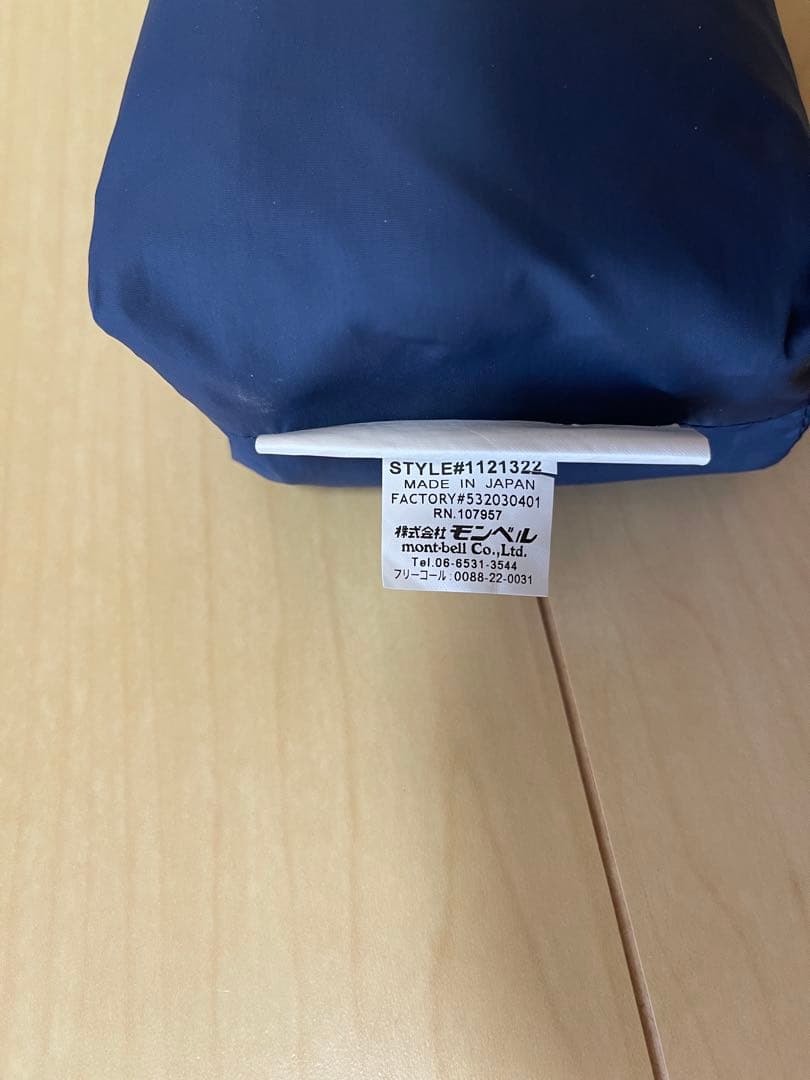 STYLE#1121322
MADE IN JAPAN
FACTORY#532030401
RN.107957
株式会社 モンベル
mont-bell Co.,Ltd.
Tel.06-6531-3544
フリーコール:0088-22-0031